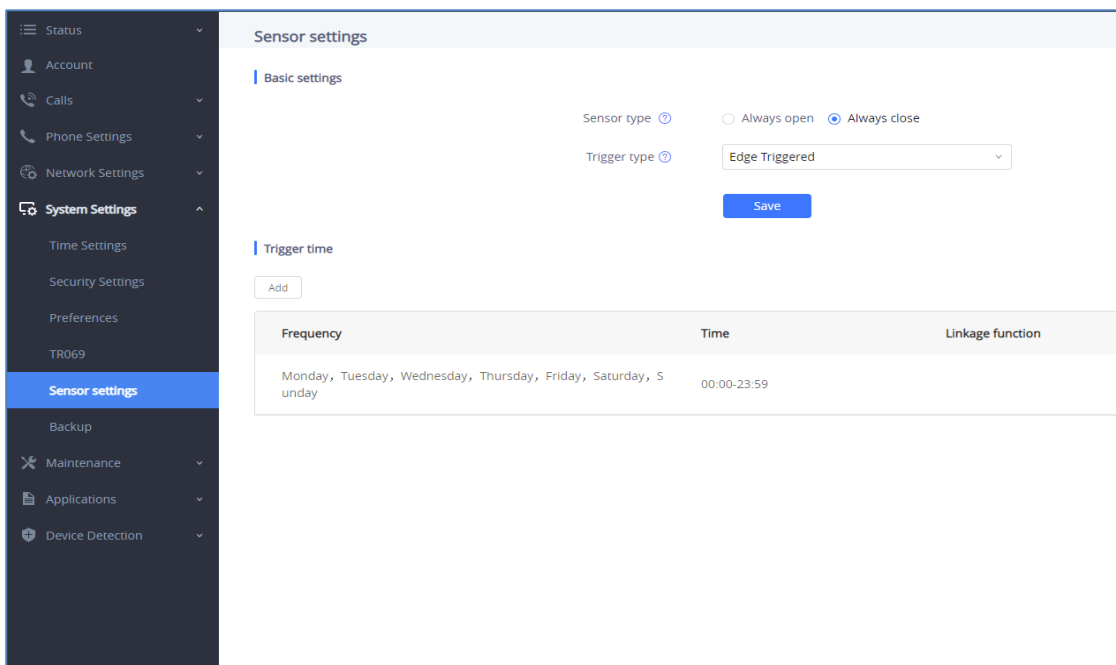 Status
Account
Calls
Phone Settings
Network Settings
System Settings
Time Settings
Security Settings
Preferences
TR069
Sensor settings
Backup
Maintenance
Applications
Device Detection
Sensor settings
Basic settings
Sensor type ? Always open Always close
Trigger type ? Edge Triggered
Save
Trigger time
Add
Frequency Time Linkage function
Monday，Tuesday，Wednesday，Thursday，Friday，Saturday，S
unday
00:00-23:59